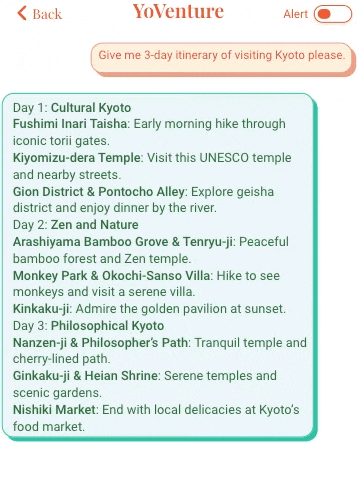 Back
YoVenture
Alert
Give me 3-day itinerary of visiting Kyoto please.
Day 1: Cultural Kyoto
Fushimi Inari Taisha: Early morning hike through
iconic torii gates.
Kiyomizu-dera Temple: Visit this UNESCO temple
and nearby streets.
Gion District & Pontocho Alley: Explore geisha
district and enjoy dinner by the river.
Day 2: Zen and Nature
Arashiyama Bamboo Grove & Tenryu-ji: Peaceful
bamboo forest and Zen temple.
Monkey Park & Okochi-Sanso Villa: Hike to see
monkeys and visit a serene villa.
Kinkaku-ji: Admire the golden pavilion at sunset.
Day 3: Philosophical Kyoto
Nanzen-ji & Philosopher’s Path: Tranquil temple and
cherry-lined path.
Ginkaku-ji & Heian Shrine: Serene temples and
scenic gardens.
Nishiki Market: End with local delicacies at Kyoto’s
food market.